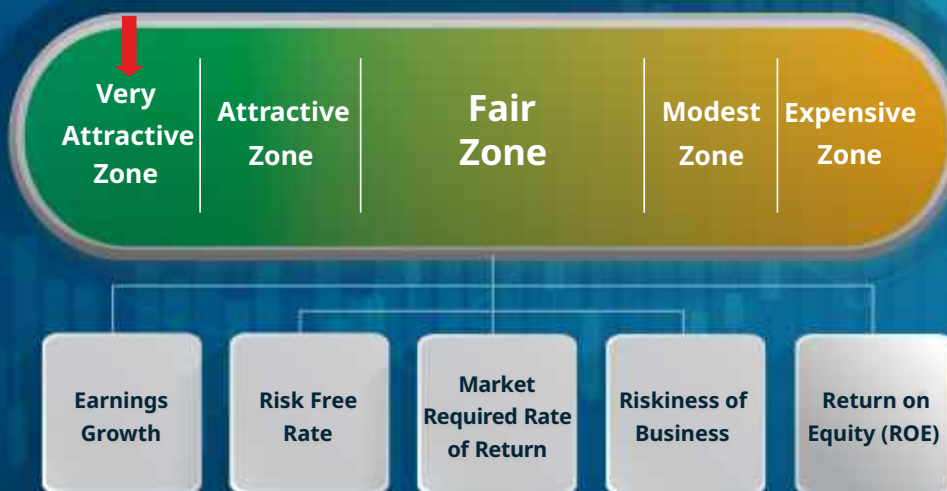 Very
Attractive
Zone
Attractive
Zone
Fair
Zone
Modest
Zone
Expensive
Zone
Earnings
Growth
Risk Free
Rate
Market
Required Rate
of Return
Riskiness of
Business
Return on
Equity (ROE)